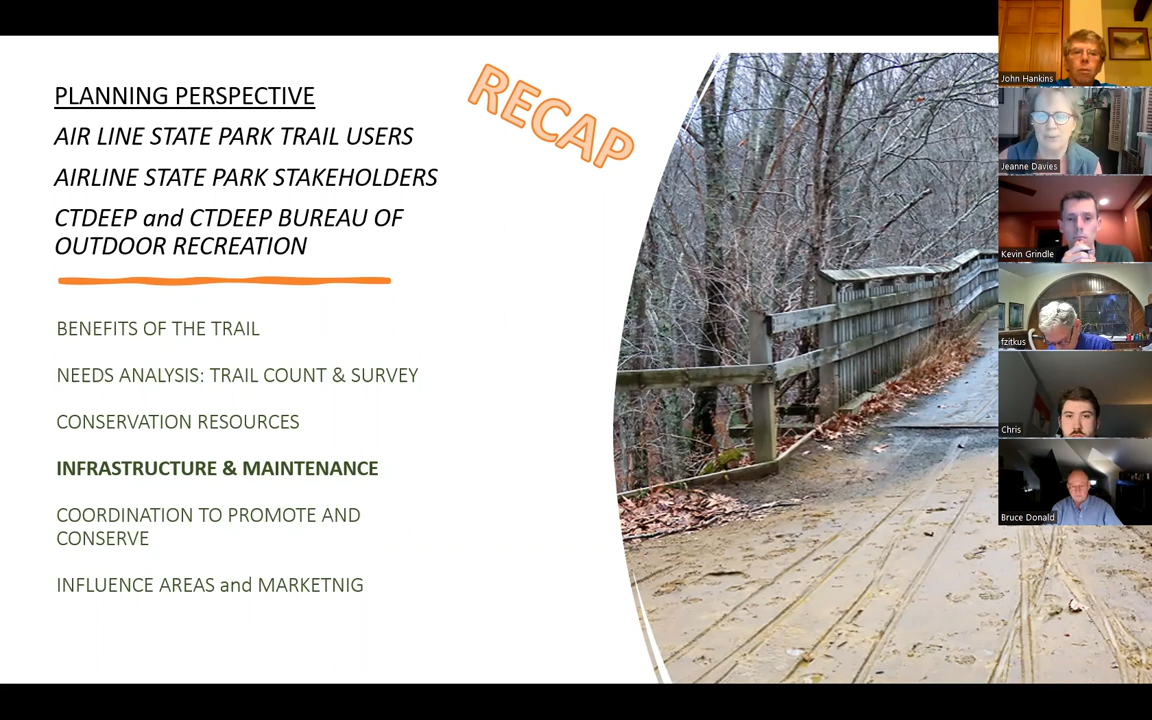 PLANNING PERSPECTIVE
AIR LINE STATE PARK TRAIL USERS
AIRLINE STATE PARK STAKEHOLDERS
CTDEEP and CTDEEP BUREAU OF
OUTDOOR RECREATION
RECAP
BENEFITS OF THE TRAIL
NEEDS ANALYSIS: TRAIL COUNT & SURVEY
CONSERVATION RESOURCES
INFRASTRUCTURE & MAINTENANCE
COORDINATION TO PROMOTE AND
CONSERVE
INFLUENCE AREAS and MARKETNIG
John Hankins
Jeanne Davies
Kevin Grindle
fzitkus
Chris
Bruce Donald